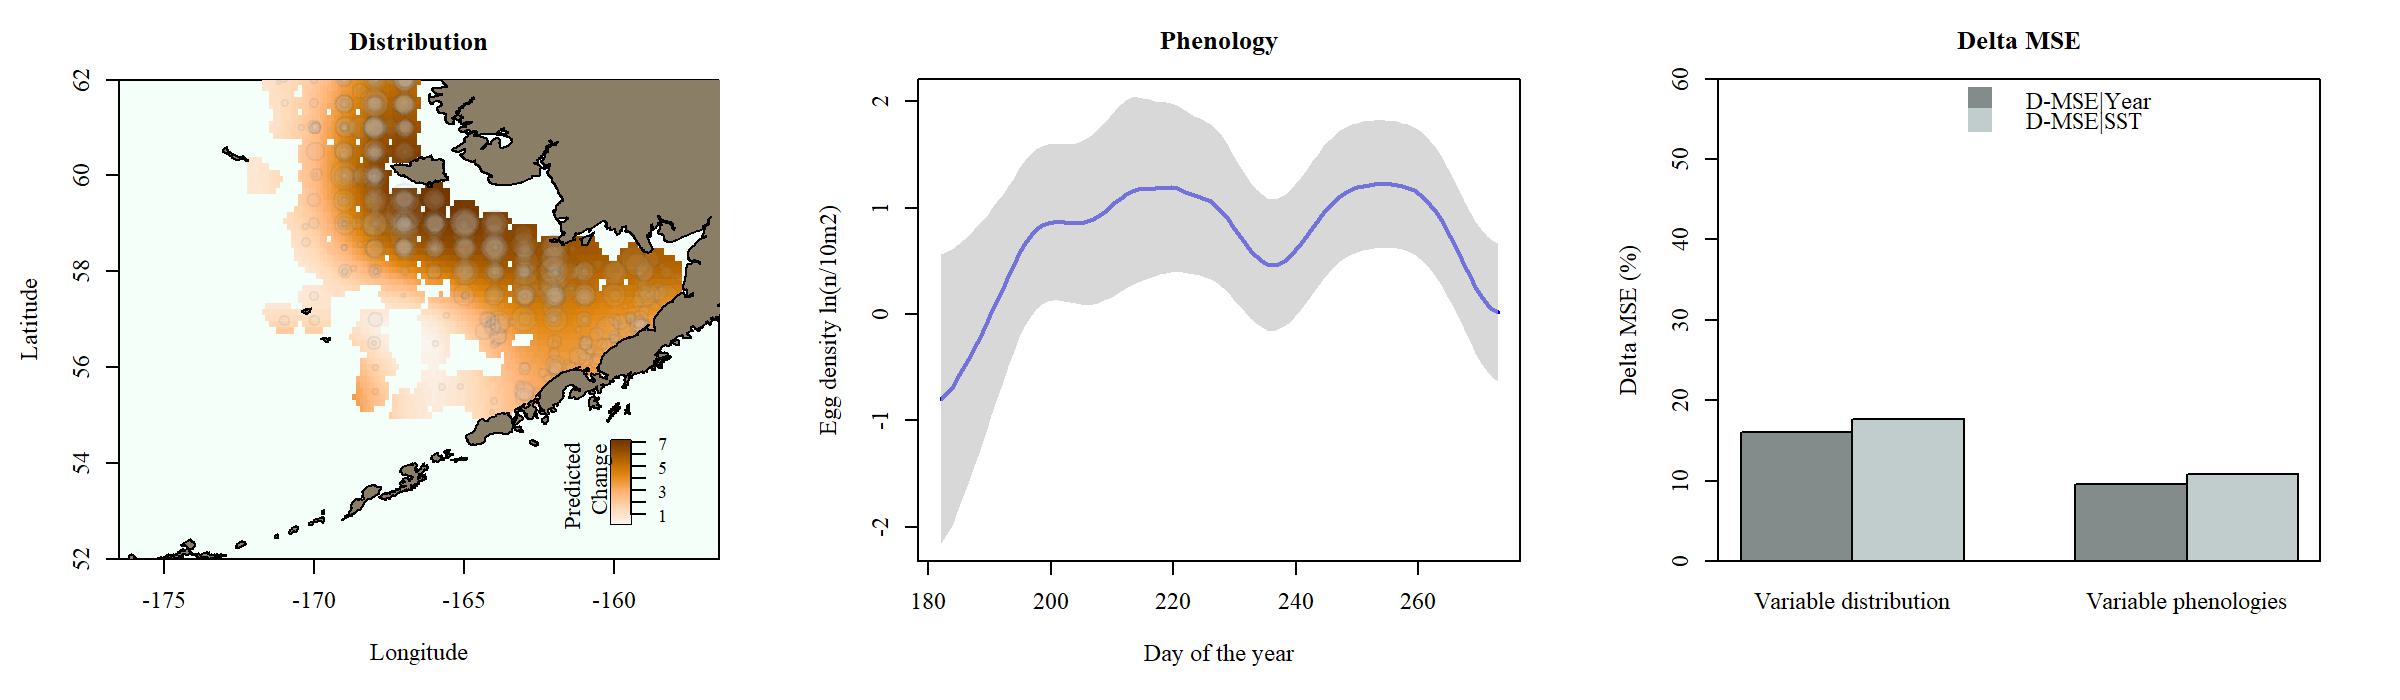 Distribution
Latitude
62
60
58
56
54
52
-175
-170
-165
-160
Longitude
Predicted
Change
7
5
3
1
Phenology
Egg density ln(n/10m2)
2
1
0
-1
-2
180
200
220
240
260
Day of the year
Delta MSE
Delta MSE (%)
60
50
40
30
20
10
0
D-MSE|Year
D-MSE|SST
Variable distribution
Variable phenologies